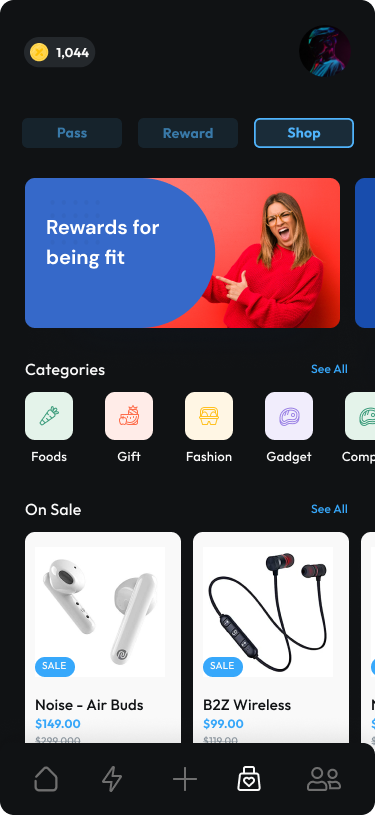 1,044
Pass
Reward
Shop
Rewards for
being fit
Categories
See All
Foods
Gift
Fashion
Gadget
Comp
On Sale
See All
SALE
SALE
Noise - Air Buds
B2Z Wireless
$149.00
$99.00
$299.000
$119.00